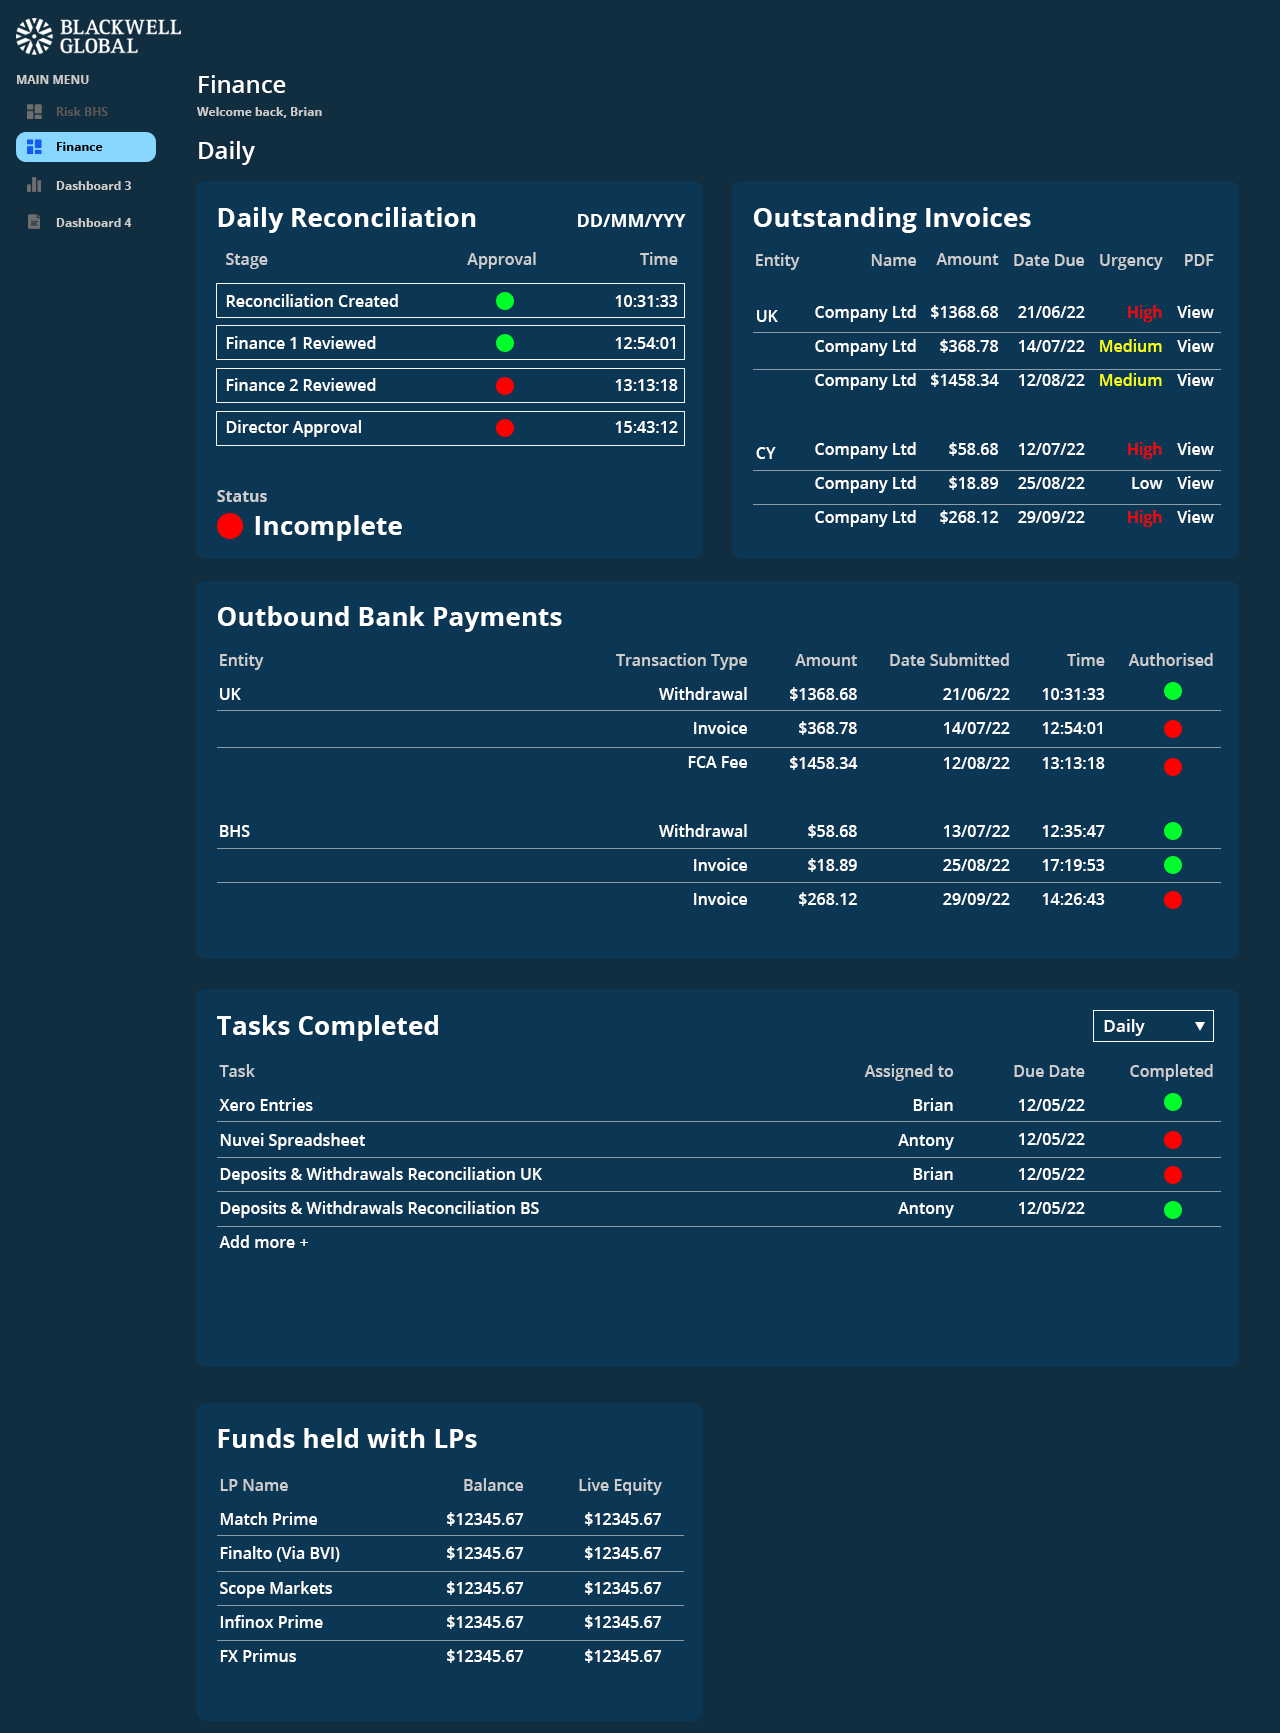 BLACKWELL
GLOBAL
MAIN MENU
Risk BHS
Finance
Dashboard 3
Dashboard 4
Finance
Welcome back, Brian
Daily
Daily Reconciliation DD/MM/YYY
Stage Approval Time
Reconciliation Created 10:31:33
Finance 1 Reviewed 12:54:01
Finance 2 Reviewed 13:13:18
Director Approval 15:43:12
Status
Incomplete
Outstanding Invoices
Entity Name Amount Date Due Urgency PDF
UK Company Ltd $1368.68 21/06/22 High View
Company Ltd $368.78 14/07/22 Medium View
Company Ltd $1458.34 12/08/22 Medium View
CY Company Ltd $58.68 12/07/22 High View
Company Ltd $18.89 25/08/22 Low View
Company Ltd $268.12 29/09/22 High View
Outbound Bank Payments
Entity Transaction Type Amount Date Submitted Time Authorised
UK Withdrawal $1368.68 21/06/22 10:31:33
Invoice $368.78 14/07/22 12:54:01
FCA Fee $1458.34 12/08/22 13:13:18
BHS Withdrawal $58.68 13/07/22 12:35:47
Invoice $18.89 25/08/22 17:19:53
Invoice $268.12 29/09/22 14:26:43
Tasks Completed Daily ▼
Task Assigned to Due Date Completed
Xero Entries Brian 12/05/22
Nuvei Spreadsheet Antony 12/05/22
Deposits & Withdrawals Reconciliation UK Brian 12/05/22
Deposits & Withdrawals Reconciliation BS Antony 12/05/22
Add more +
Funds held with LPs
LP Name Balance Live Equity
Match Prime $12345.67 $12345.67
Finalto (Via BVI) $12345.67 $12345.67
Scope Markets $12345.67 $12345.67
Infinox Prime $12345.67 $12345.67
FX Primus $12345.67 $12345.67